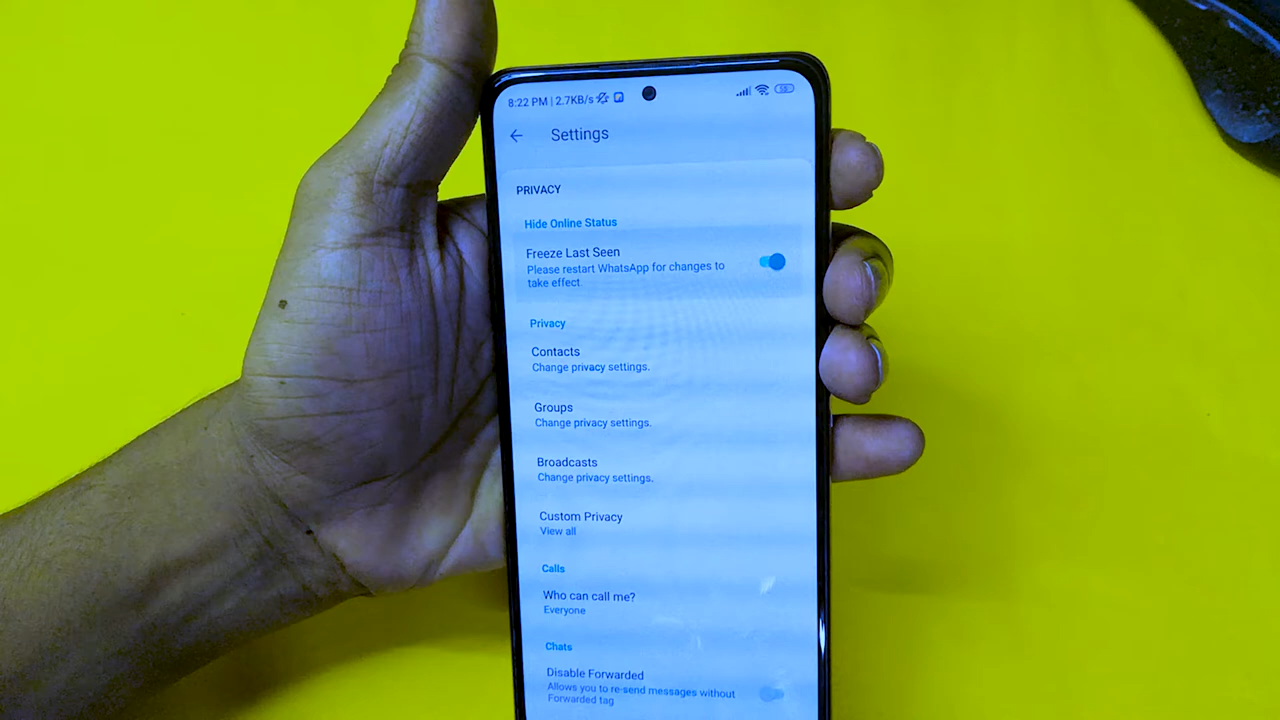 8:22 PM | 2.7KB/s
Settings
PRIVACY
Hide Online Status
Freeze Last Seen
Please restart WhatsApp for changes to
take effect.
Privacy
Contacts
Change privacy settings.
Groups
Change privacy settings.
Broadcasts
Change privacy settings.
Custom Privacy
View all
Calls
Who can call me?
Everyone
Chats
Disable Forwarded
Allows you to re-send messages without
Forwarded tag